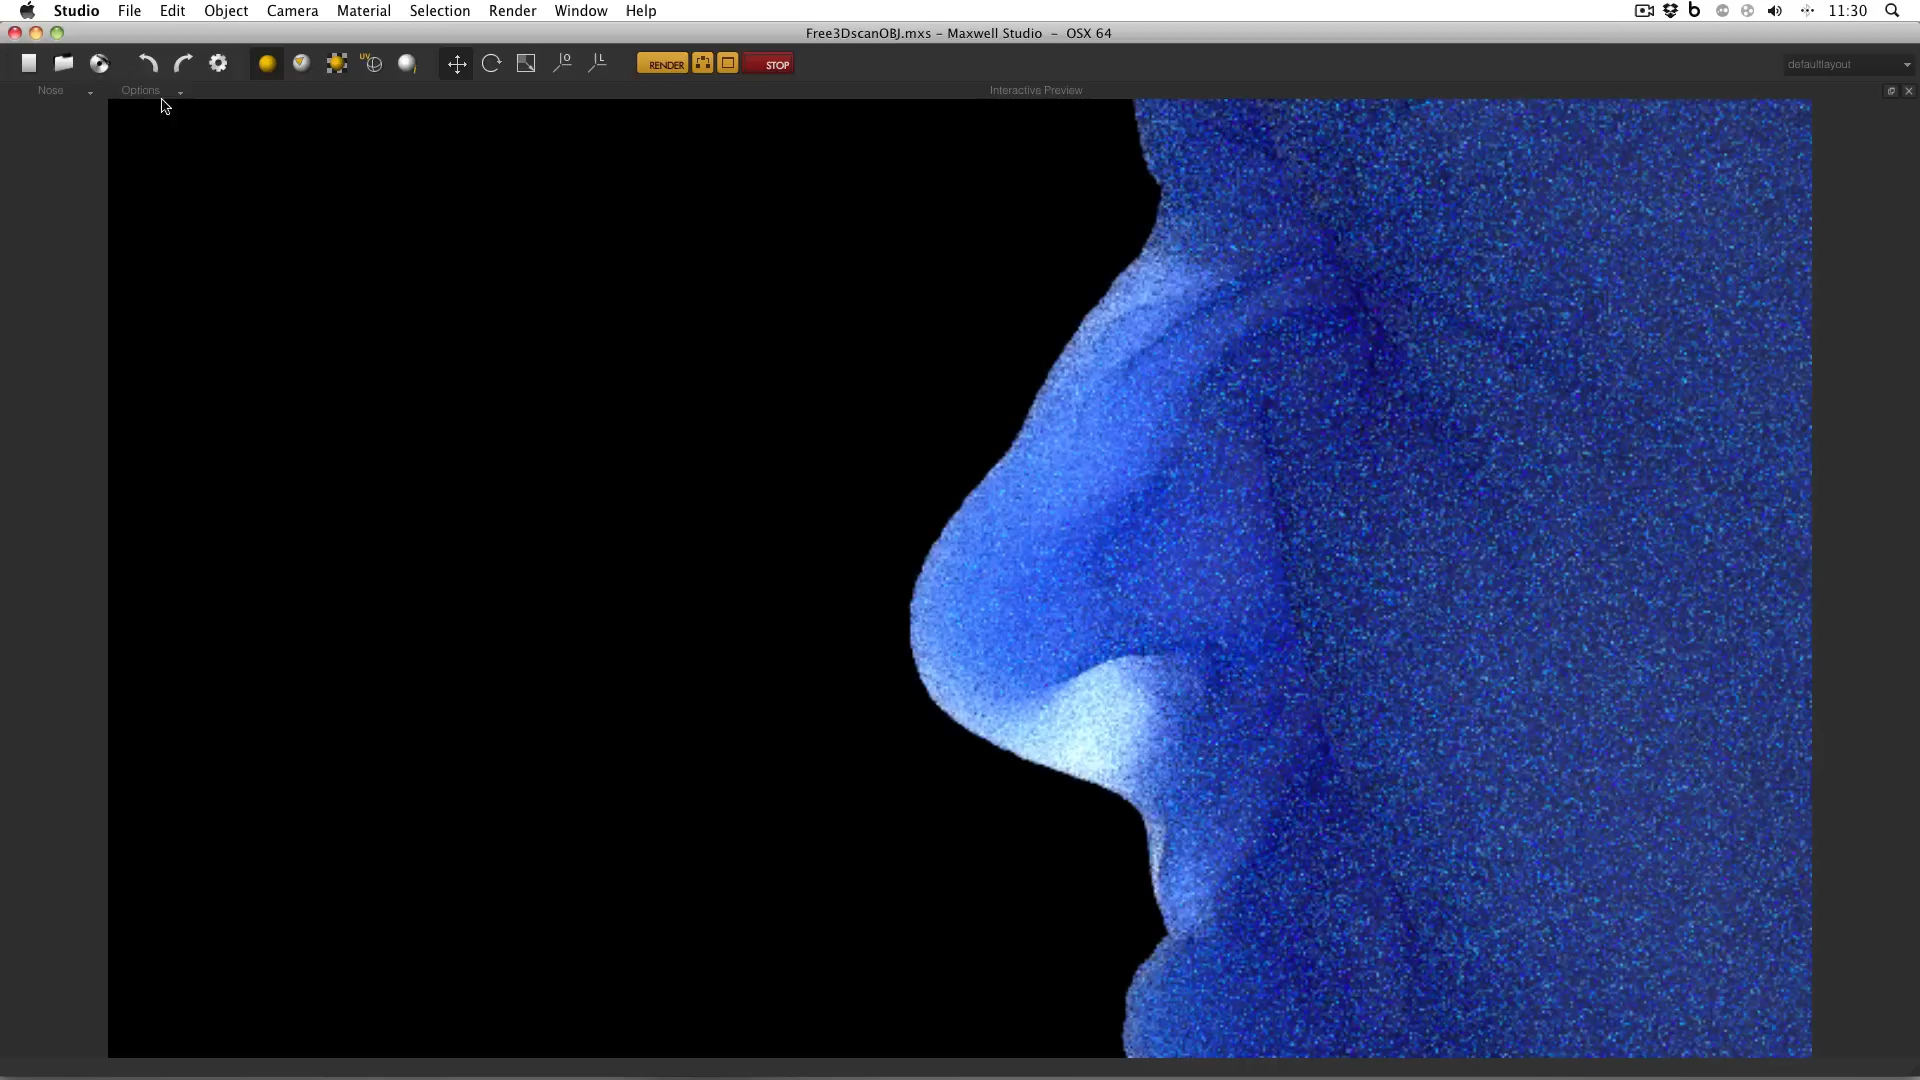 Studio File Edit Object Camera Material Selection Render Window Help 11:30
Free3DscanOBJ.mxs – Maxwell Studio – OSX 64
UV RENDER STOP defaultlayout
Nose Options Interactive Preview